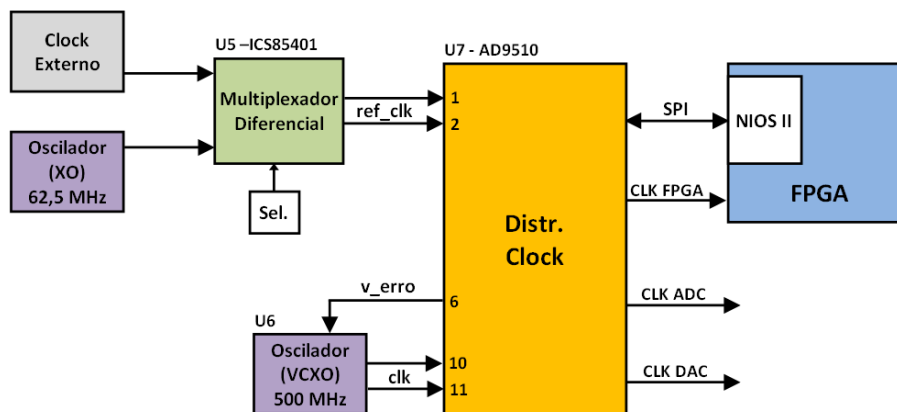 Clock
Externo
Oscilador
(XO)
62,5 MHz
U5 –ICS85401
Multiplexador
Diferencial
Sel.
ref_clk
U7 - AD9510
1
2
Distr.
Clock
6
10
11
v_erro
U6
Oscilador
(VCXO)
500 MHz
clk
SPI
NIOS II
CLK FPGA
FPGA
CLK ADC
CLK DAC